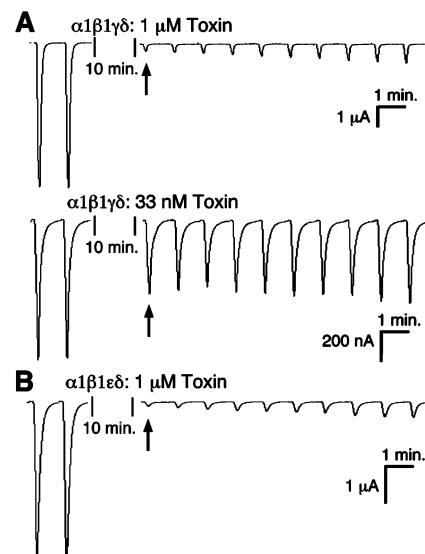 A
α1β1γδ: 1 μM Toxin
10 min.
1 min.
1 μA
α1β1γδ: 33 nM Toxin
10 min.
1 min.
200 nA
B
α1β1εδ: 1 μM Toxin
10 min.
1 min.
1 μA